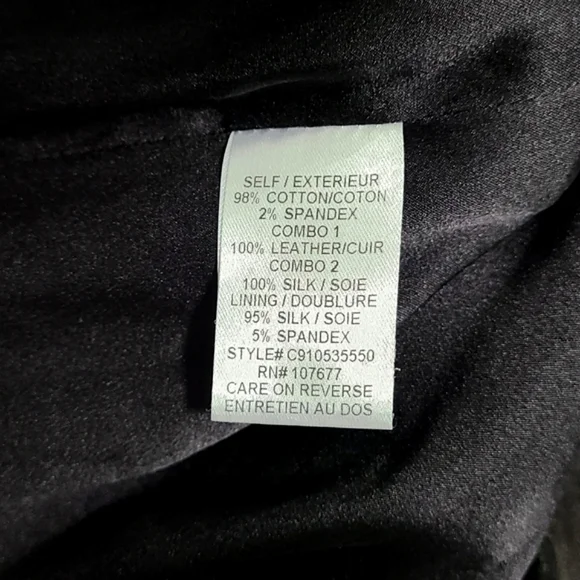 SELF / EXTERIEUR
98% COTTON/COTON
2% SPANDEX
COMBO 1
100% LEATHER/CUIR
COMBO 2
100% SILK / SOIE
LINING / DOUBLURE
95% SILK / SOIE
5% SPANDEX
STYLE# C910535550
RN# 107677
CARE ON REVERSE
ENTRETIEN AU DOS